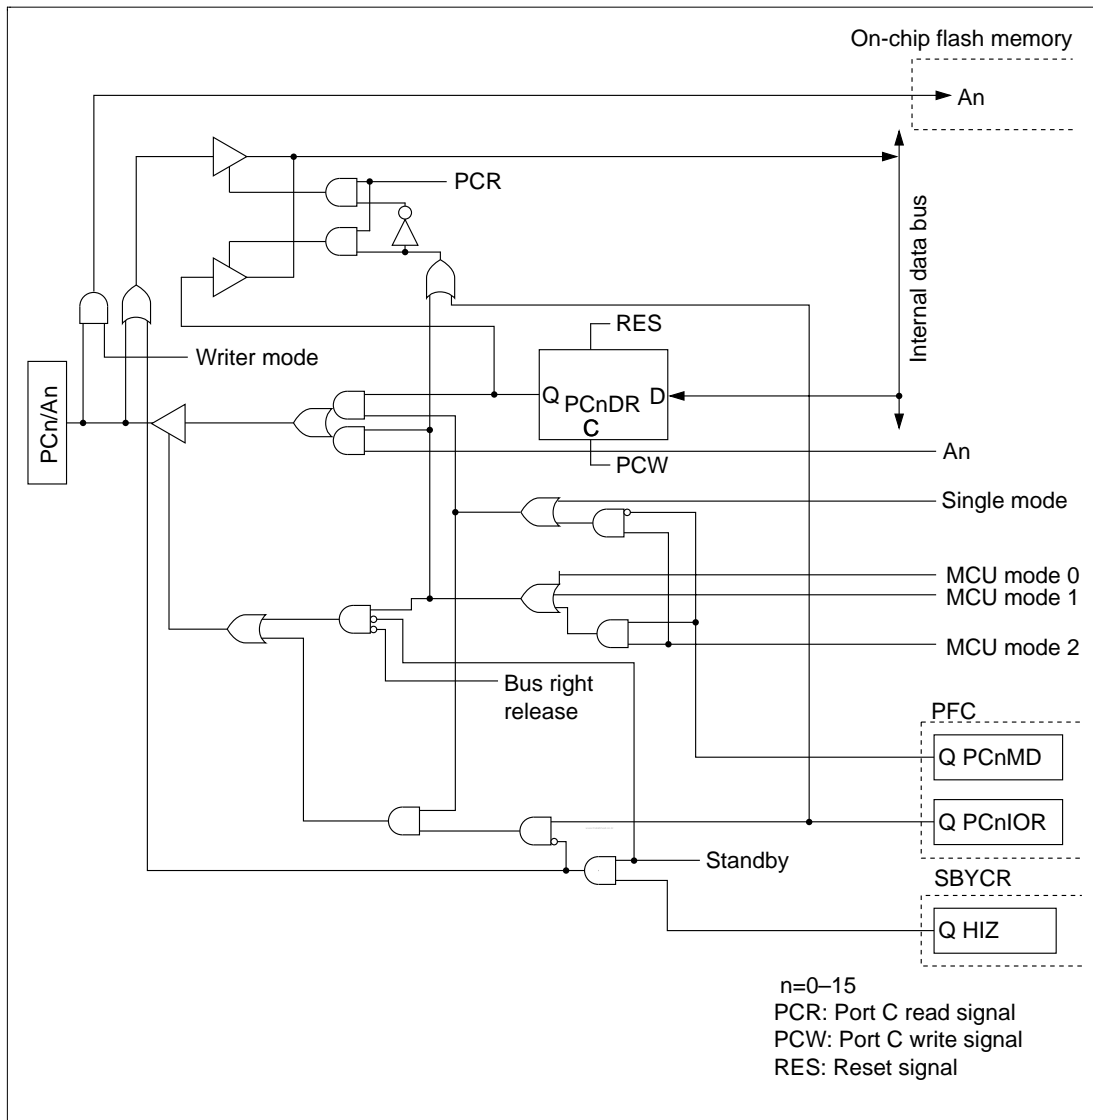 On-chip flash memory
An
PCR
Internal data bus
RES
Writer mode
PCn/An
Q
PCnDR
D
C
PCW
An
Single mode
MCU mode 0
MCU mode 1
MCU mode 2
Bus right
release
PFC
Q PCnMD
Q PCnIOR
Standby
SBYCR
Q HIZ
n=0–15
PCR: Port C read signal
PCW: Port C write signal
RES: Reset signal